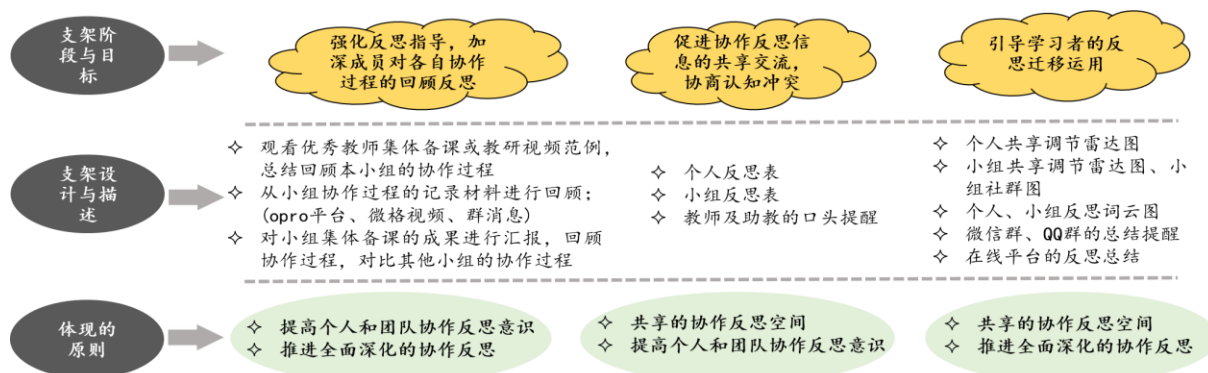 支架阶
段与目
标
强化反思指导，加
深成员对各自协作
过程的回顾反思
促进协作反思信
息的共享交流，
协商认知冲突
引导学习者的反
思迁移运用
支架设
计与描
述
观看优秀教师集体备课或教研视频范例，
总结回顾本小组的协作过程
从小组协作过程的记录材料进行回顾；
(opro平台、微格视频、群消息)
对小组集体备课的成果进行汇报，回顾
协作过程，对比其他小组的协作过程
个人反思表
小组反思表
教师及助教的口头提醒
个人共享调节雷达图
小组共享调节雷达图、小
组社群图
个人、小组反思词云图
微信群、QQ群的总结提醒
在线平台的反思总结
体现的
原则
提高个人和团队协作反思意识
推进全面深化的协作反思
共享的协作反思空间
提高个人和团队协作反思意识
共享的协作反思空间
推进全面深化的协作反思